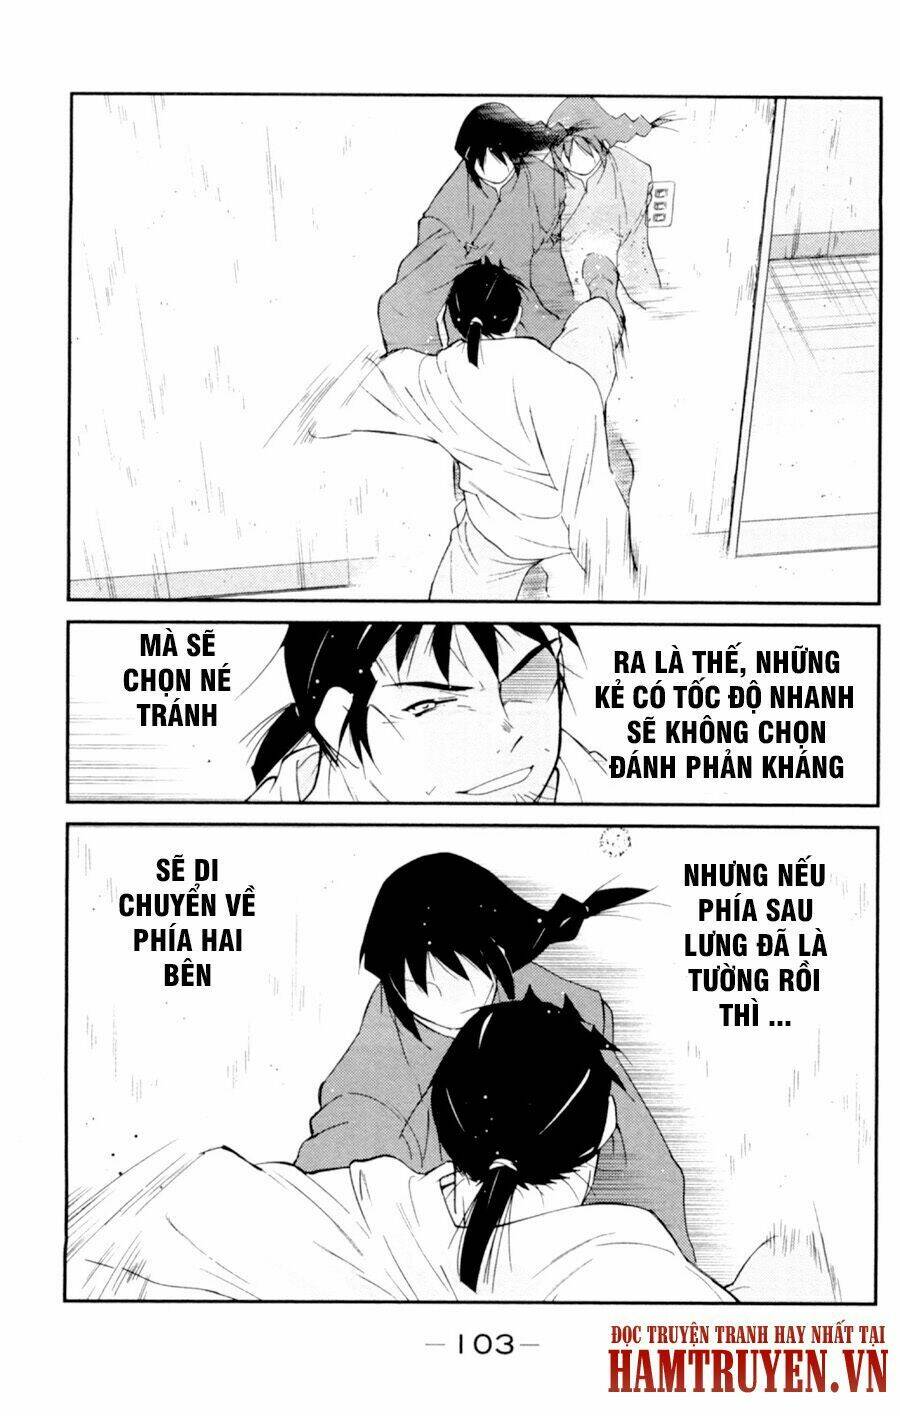 RA LÀ THẾ, NHỮNG
KẺ CÓ TỐC ĐỘ NHANH
SẼ KHÔNG CHỌN
ĐÁNH PHẢN KHÁNG
MÀ SẼ
CHỌN NÉ
TRÁNH
NHƯNG NẾU
PHÍA SAU
LƯNG ĐÃ LÀ
TƯỜNG RỒI
THÌ ...
SẼ DI
CHUYỂN VỀ
PHÍA HAI
BÊN
—103—
ĐỌC TRUYỆN TRANH HAY NHẤT TẠI
HAMTRUYEN.VN